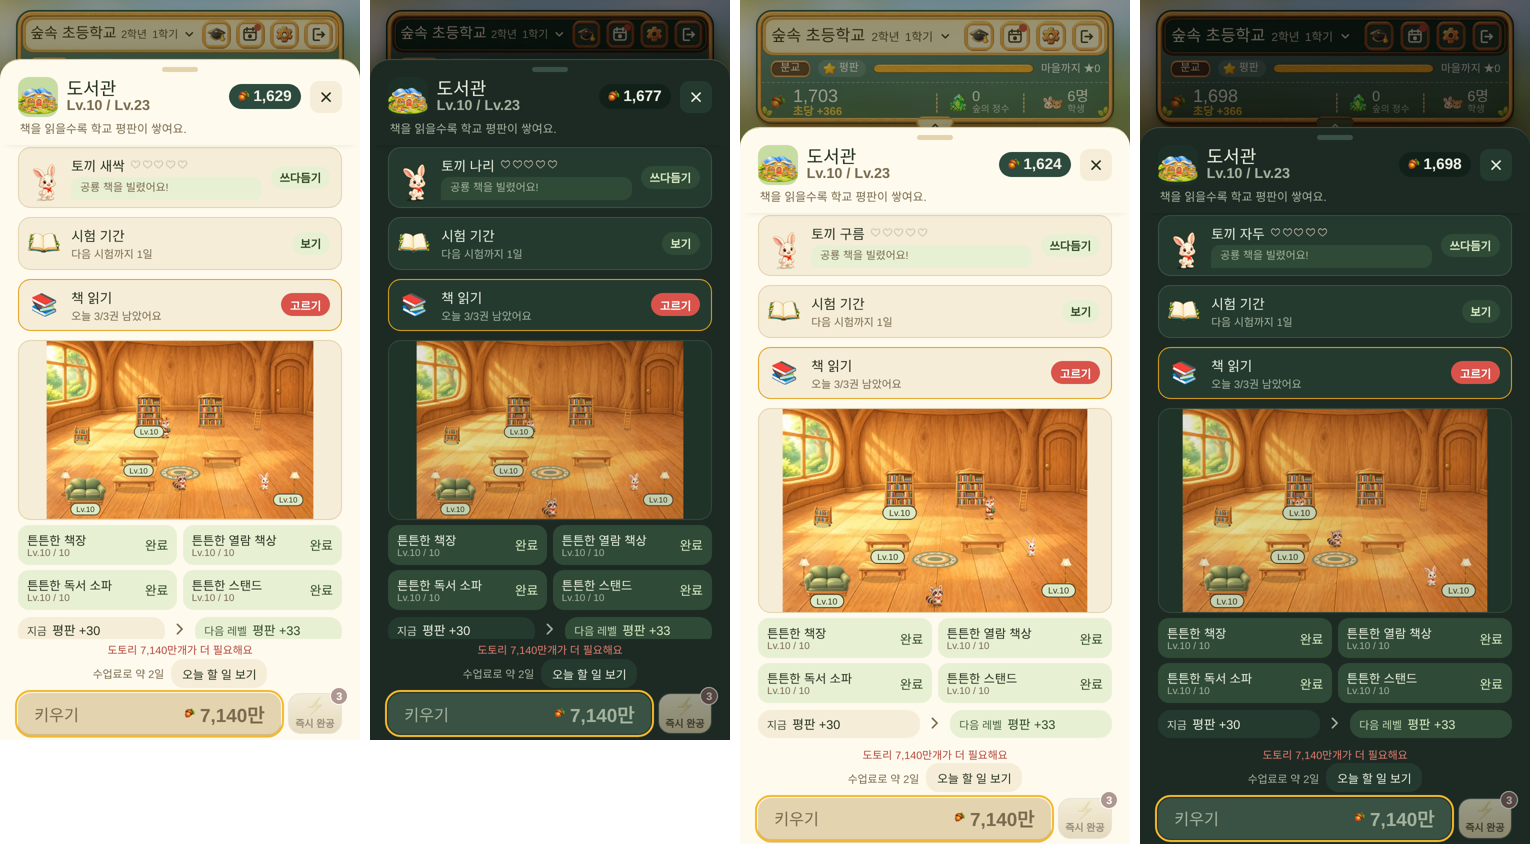 숲속 초등학교 2학년 1학기
도서관
Lv.10 / Lv.23
1,629
책을 읽을수록 학교 평판이 쌓여요.
토끼 새싹
공룡 책을 빌렸어요!
쓰다듬기
시험 기간
다음 시험까지 1일
보기
책 읽기
오늘 3/3권 남았어요
고르기
Lv.10
Lv.10
Lv.10
Lv.10
튼튼한 책장
Lv.10 / 10
완료
튼튼한 열람 책상
Lv.10 / 10
완료
튼튼한 독서 소파
Lv.10 / 10
완료
튼튼한 스탠드
Lv.10 / 10
완료
지금 평판 +30
다음 레벨 평판 +33
도토리 7,140만개가 더 필요해요
수업료로 약 2일 오늘 할 일 보기
키우기 7,140만
즉시 완공
3
숲속 초등학교 2학년 1학기
도서관
Lv.10 / Lv.23
1,677
책을 읽을수록 학교 평판이 쌓여요.
토끼 나리
공룡 책을 빌렸어요!
쓰다듬기
시험 기간
다음 시험까지 1일
보기
책 읽기
오늘 3/3권 남았어요
고르기
Lv.10
Lv.10
Lv.10
Lv.10
튼튼한 책장
Lv.10 / 10
완료
튼튼한 열람 책상
Lv.10 / 10
완료
튼튼한 독서 소파
Lv.10 / 10
완료
튼튼한 스탠드
Lv.10 / 10
완료
지금 평판 +30
다음 레벨 평판 +33
도토리 7,140만개가 더 필요해요
수업료로 약 2일 오늘 할 일 보기
키우기 7,140만
즉시 완공
3
숲속 초등학교 2학년 1학기
분교
평판
마을까지 ★0
1,703
초당 +366
0
숲의 정수
6명
학생
도서관
Lv.10 / Lv.23
1,624
책을 읽을수록 학교 평판이 쌓여요.
토끼 구름
공룡 책을 빌렸어요!
쓰다듬기
시험 기간
다음 시험까지 1일
보기
책 읽기
오늘 3/3권 남았어요
고르기
Lv.10
Lv.10
Lv.10
Lv.10
튼튼한 책장
Lv.10 / 10
완료
튼튼한 열람 책상
Lv.10 / 10
완료
튼튼한 독서 소파
Lv.10 / 10
완료
튼튼한 스탠드
Lv.10 / 10
완료
지금 평판 +30
다음 레벨 평판 +33
도토리 7,140만개가 더 필요해요
수업료로 약 2일 오늘 할 일 보기
키우기 7,140만
즉시 완공
3
숲속 초등학교 2학년 1학기
분교
평판
마을까지 ★0
1,698
초당 +366
0
숲의 정수
6명
학생
도서관
Lv.10 / Lv.23
1,698
책을 읽을수록 학교 평판이 쌓여요.
토끼 자두
공룡 책을 빌렸어요!
쓰다듬기
시험 기간
다음 시험까지 1일
보기
책 읽기
오늘 3/3권 남았어요
고르기
Lv.10
Lv.10
Lv.10
Lv.10
튼튼한 책장
Lv.10 / 10
완료
튼튼한 열람 책상
Lv.10 / 10
완료
튼튼한 독서 소파
Lv.10 / 10
완료
튼튼한 스탠드
Lv.10 / 10
완료
지금 평판 +30
다음 레벨 평판 +33
도토리 7,140만개가 더 필요해요
수업료로 약 2일 오늘 할 일 보기
키우기 7,140만
즉시 완공
3